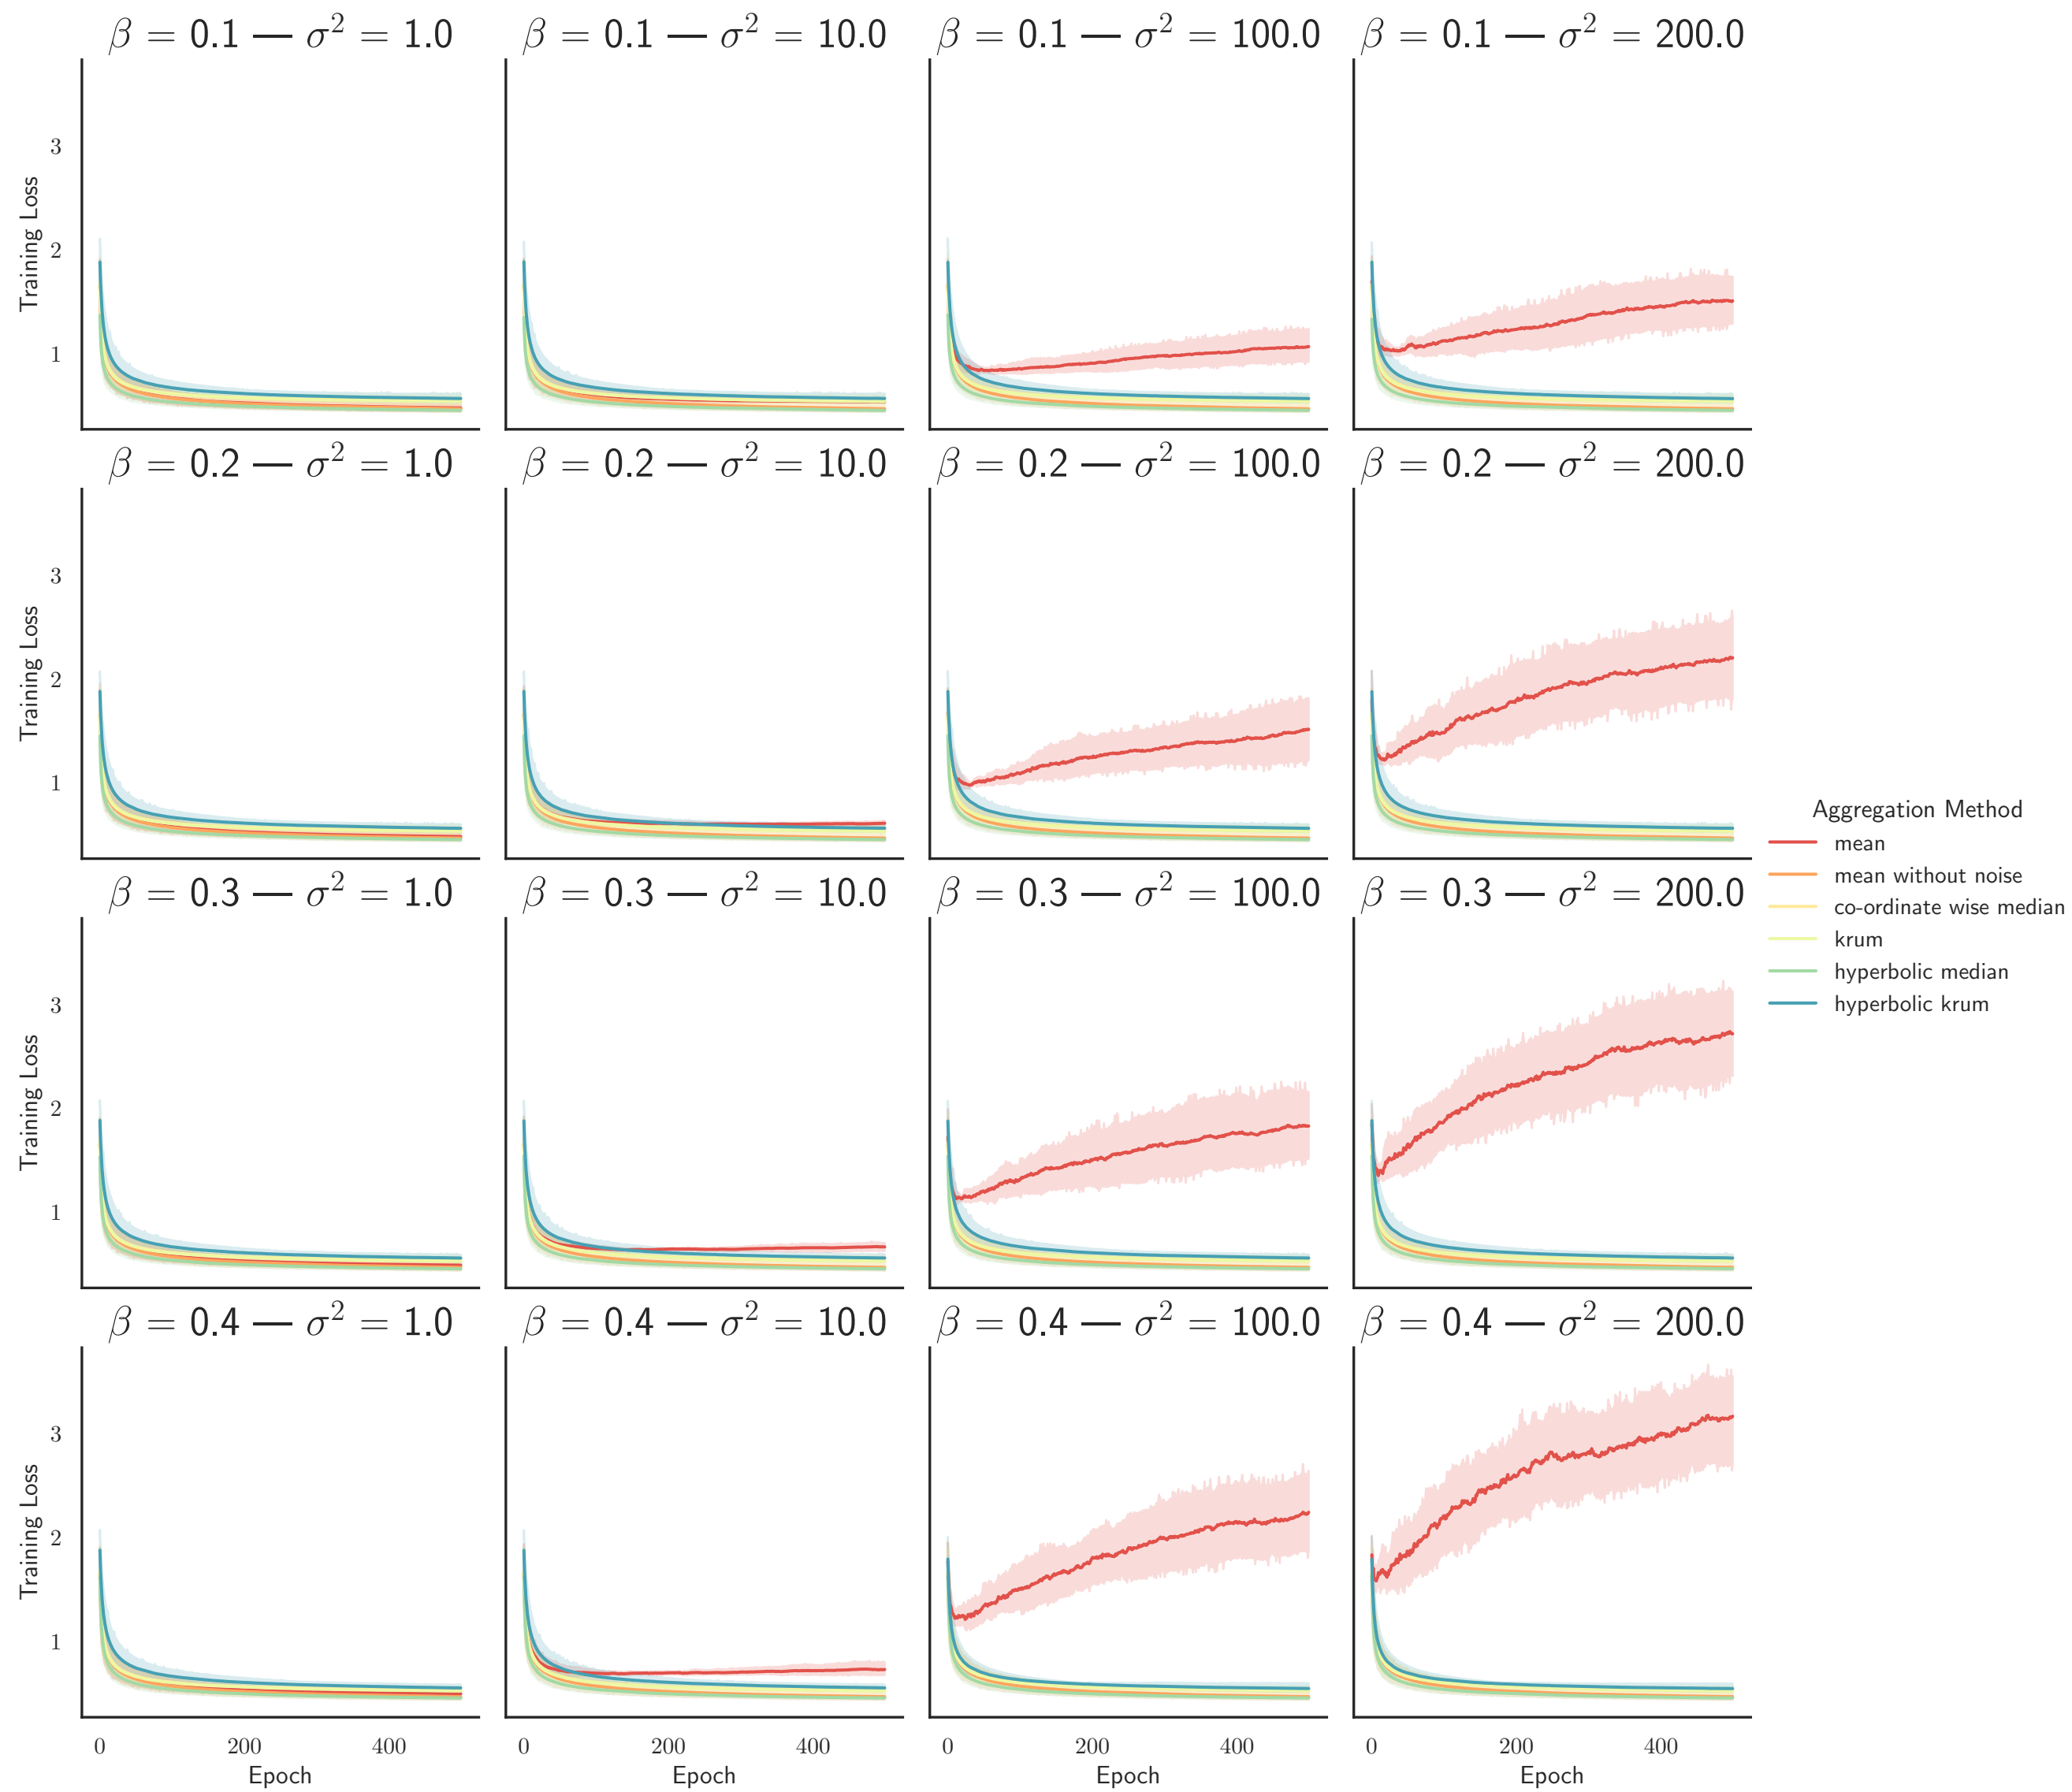 β = 0.1 — σ² = 1.0
β = 0.1 — σ² = 10.0
β = 0.1 — σ² = 100.0
β = 0.1 — σ² = 200.0
3
2
1
Training Loss
β = 0.2 — σ² = 1.0
β = 0.2 — σ² = 10.0
β = 0.2 — σ² = 100.0
β = 0.2 — σ² = 200.0
3
2
1
Training Loss
β = 0.3 — σ² = 1.0
β = 0.3 — σ² = 10.0
β = 0.3 — σ² = 100.0
β = 0.3 — σ² = 200.0
3
2
1
Training Loss
β = 0.4 — σ² = 1.0
β = 0.4 — σ² = 10.0
β = 0.4 — σ² = 100.0
β = 0.4 — σ² = 200.0
3
2
1
Training Loss
0 200 400
Epoch
0 200 400
Epoch
0 200 400
Epoch
0 200 400
Epoch
Aggregation Method
mean
mean without noise
co-ordinate wise median
krum
hyperbolic median
hyperbolic krum